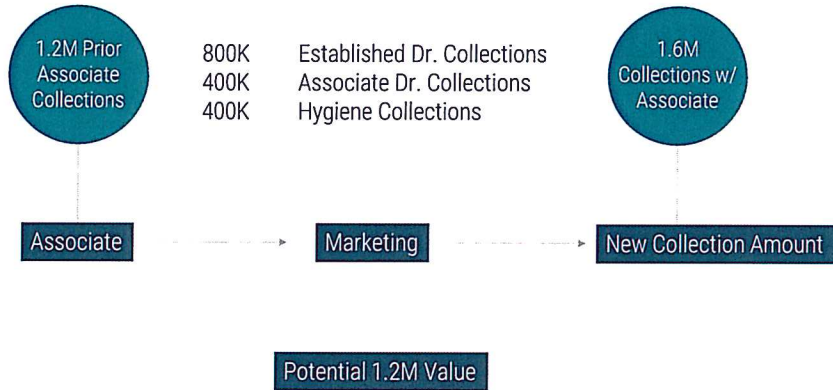 1.2M Prior
Associate
Collections
800K Established Dr. Collections
400K Associate Dr. Collections
400K Hygiene Collections
1.6M
Collections w/
Associate
Associate
Marketing
New Collection Amount
Potential 1.2M Value